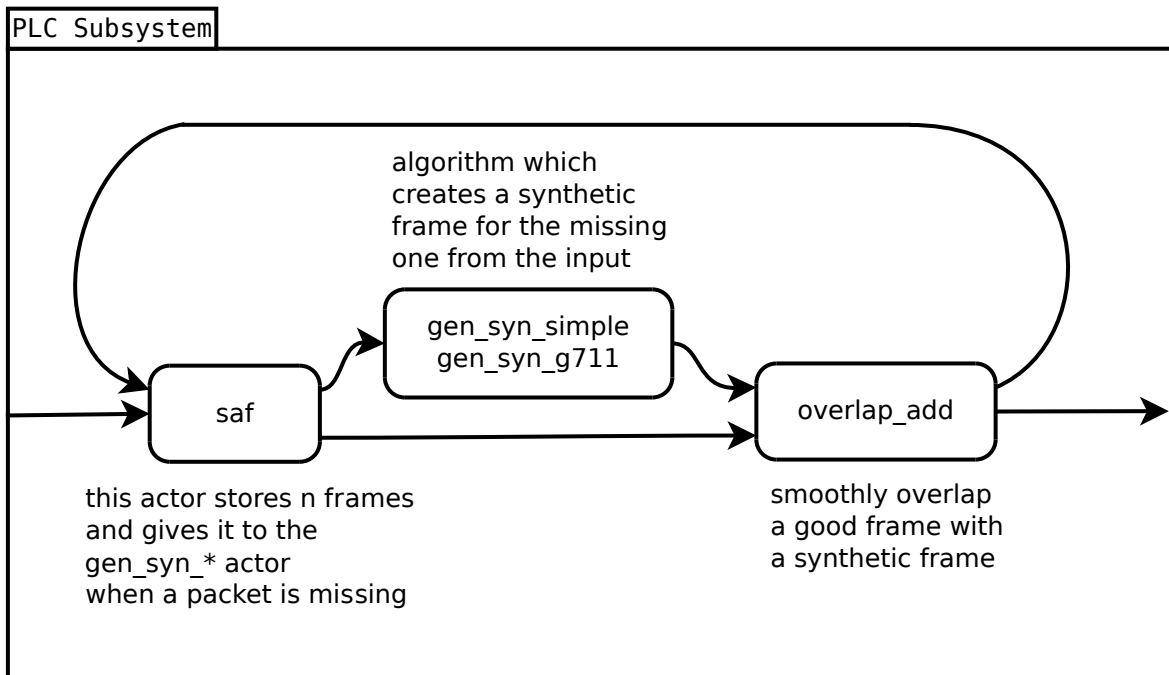 PLC Subsystem
algorithm which
creates a synthetic
frame for the missing
one from the input
gen_syn_simple
gen_syn_g711
saf
overlap_add
this actor stores n frames
and gives it to the
gen_syn_* actor
when a packet is missing
smoothly overlap
a good frame with
a synthetic frame